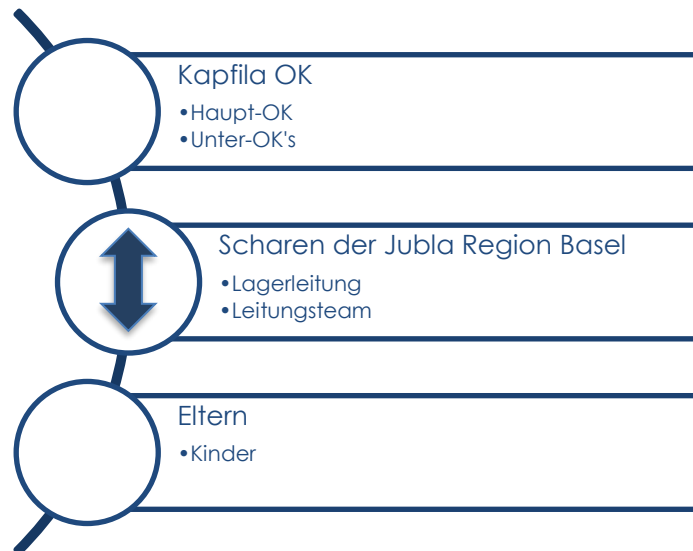 Kapfila OK
•Haupt-OK
•Unter-OK's
Scharen der Jubla Region Basel
•Lagerleitung
•Leitungsteam
Eltern
•Kinder